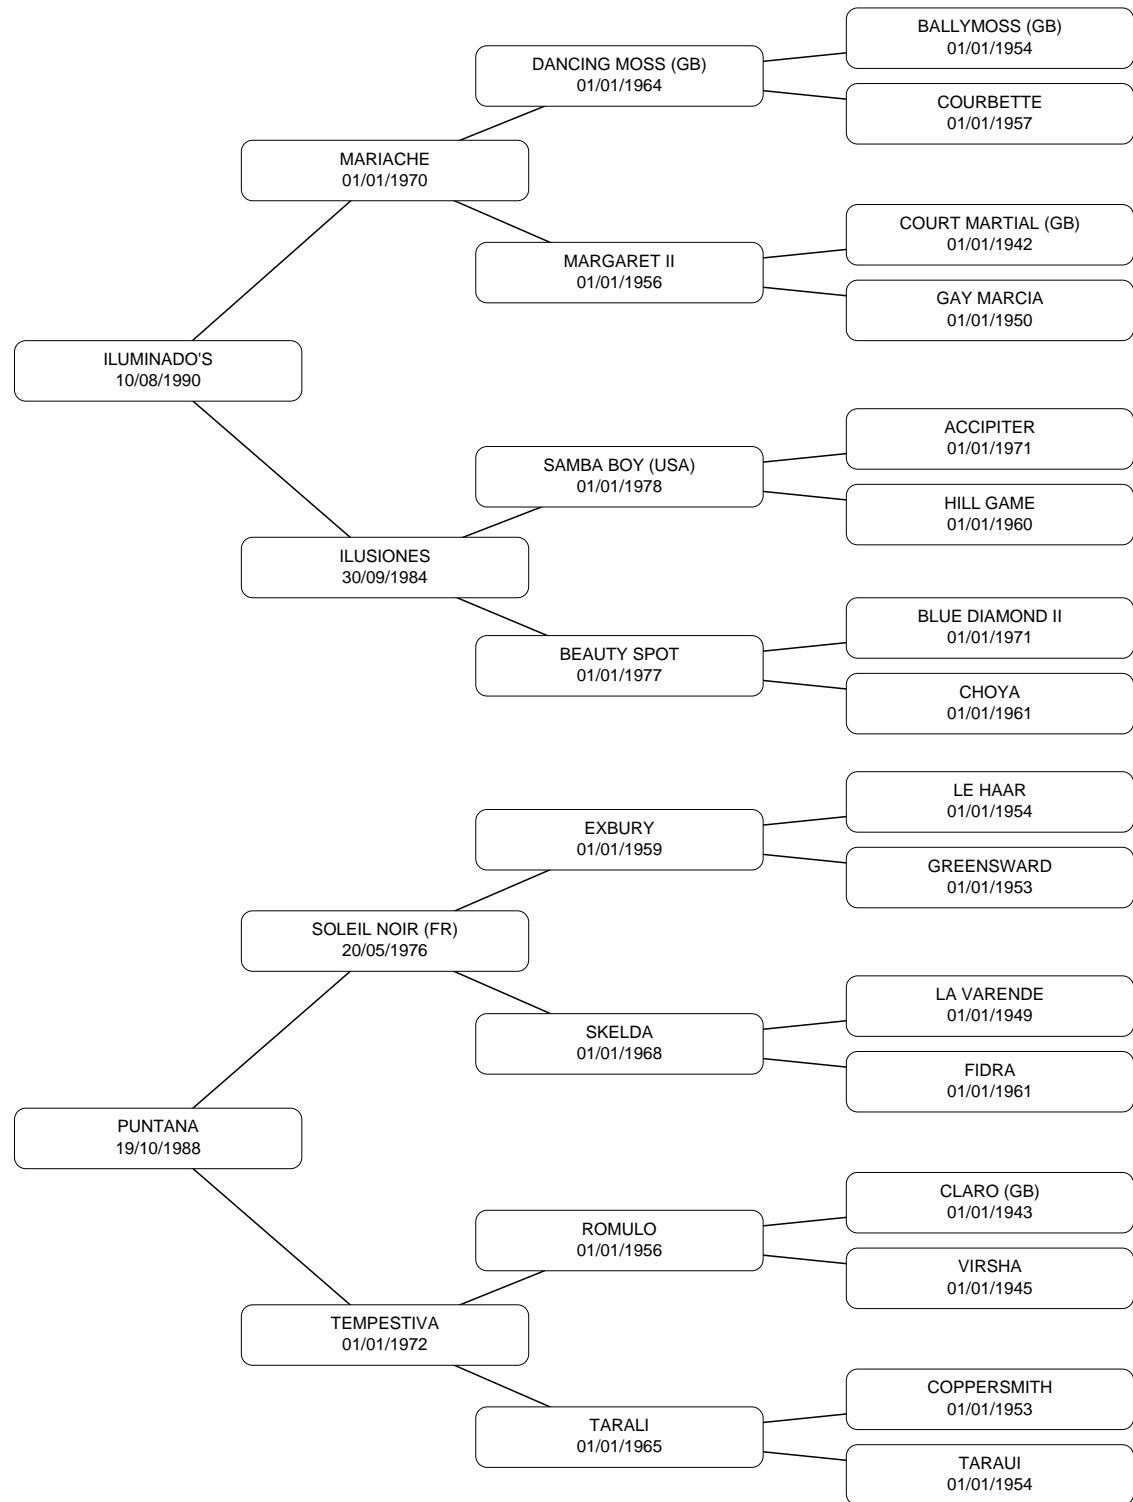 BALLYMOSS (GB)
01/01/1954
DANCING MOSS (GB)
01/01/1964
COURBETTE
01/01/1957
MARIACHE
01/01/1970
COURT MARTIAL (GB)
01/01/1942
MARGARET II
01/01/1956
GAY MARCIA
01/01/1950
ILUMINADO'S
10/08/1990
ACCIPITER
01/01/1971
SAMBA BOY (USA)
01/01/1978
HILL GAME
01/01/1960
ILUSIONES
30/09/1984
BLUE DIAMOND II
01/01/1971
BEAUTY SPOT
01/01/1977
CHOYA
01/01/1961
LE HAAR
01/01/1954
EXBURY
01/01/1959
GREENSWARD
01/01/1953
SOLEIL NOIR (FR)
20/05/1976
LA VARENDE
01/01/1949
SKELDA
01/01/1968
FIDRA
01/01/1961
PUNTANA
19/10/1988
CLARO (GB)
01/01/1943
ROMULO
01/01/1956
VIRSHA
01/01/1945
TEMPESTIVA
01/01/1972
COPPERSMITH
01/01/1953
TARALI
01/01/1965
TARAUI
01/01/1954